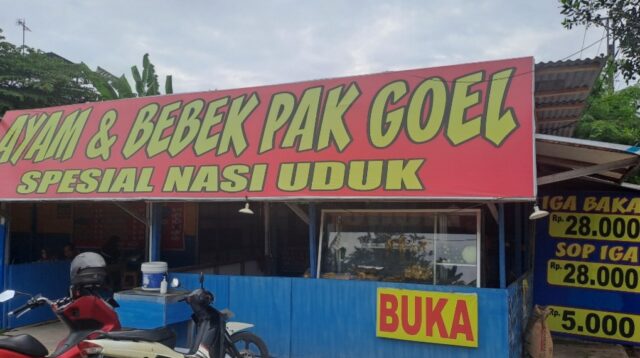 AYAM & BEBEK PAK GOEL
SPESIAL NASI UDUK
BUKA
IGA BAKA
Rp. 28.000
SOP IGA
Rp. 28.000
Rp. 5.000